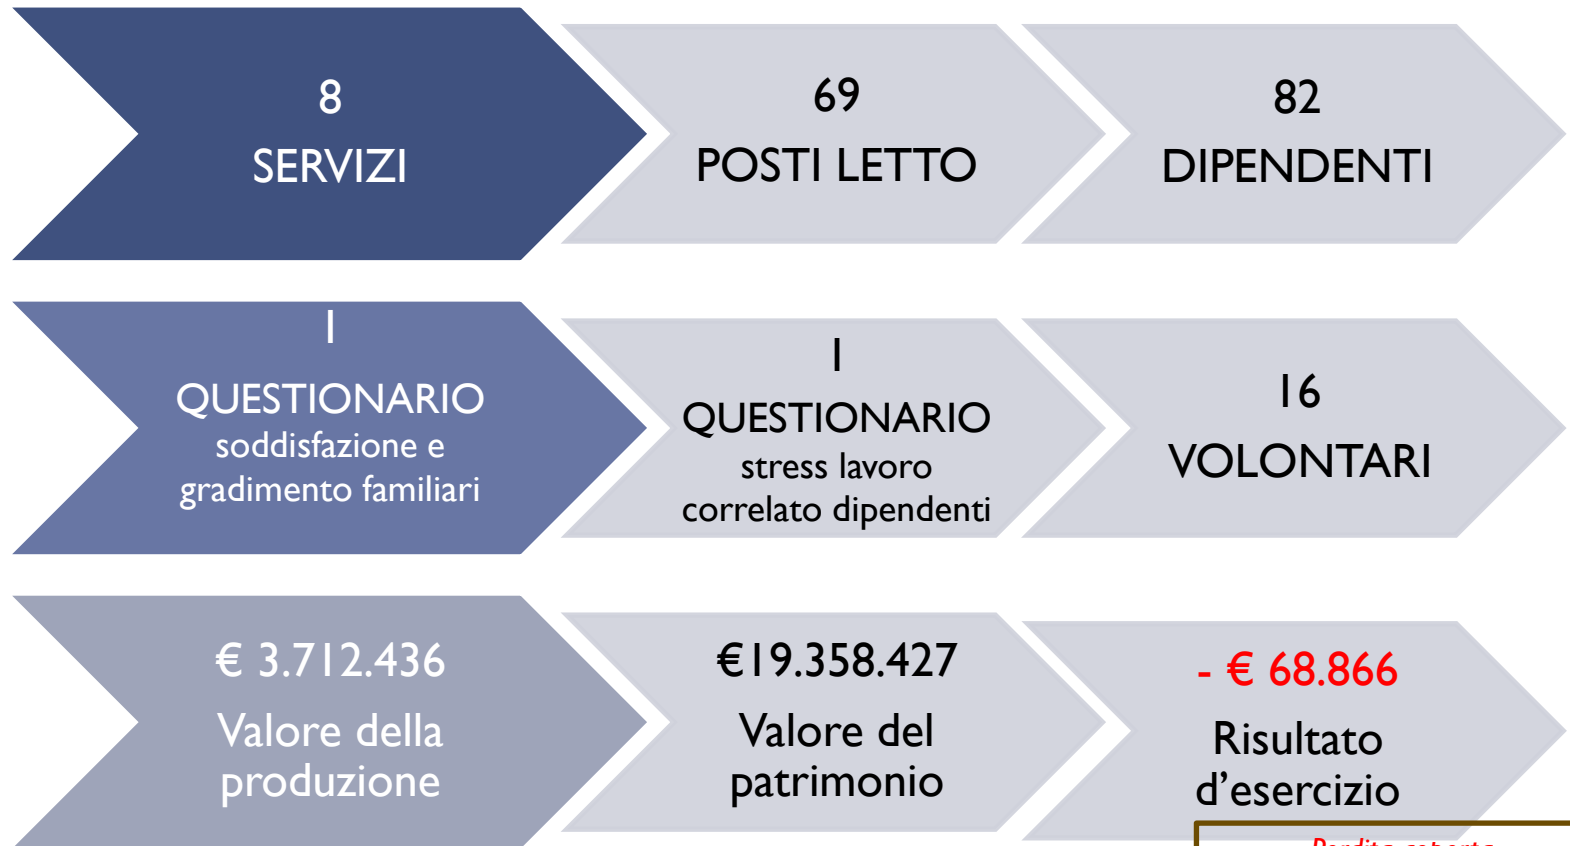 8
SERVIZI
69
POSTI LETTO
82
DIPENDENTI
1
QUESTIONARIO
soddisfazione e
gradimento familiari
1
QUESTIONARIO
stress lavoro
correlato dipendenti
16
VOLONTARI
€ 3.712.436
Valore della
produzione
€19.358.427
Valore del
patrimonio
- € 68.866
Risultato
d’esercizio